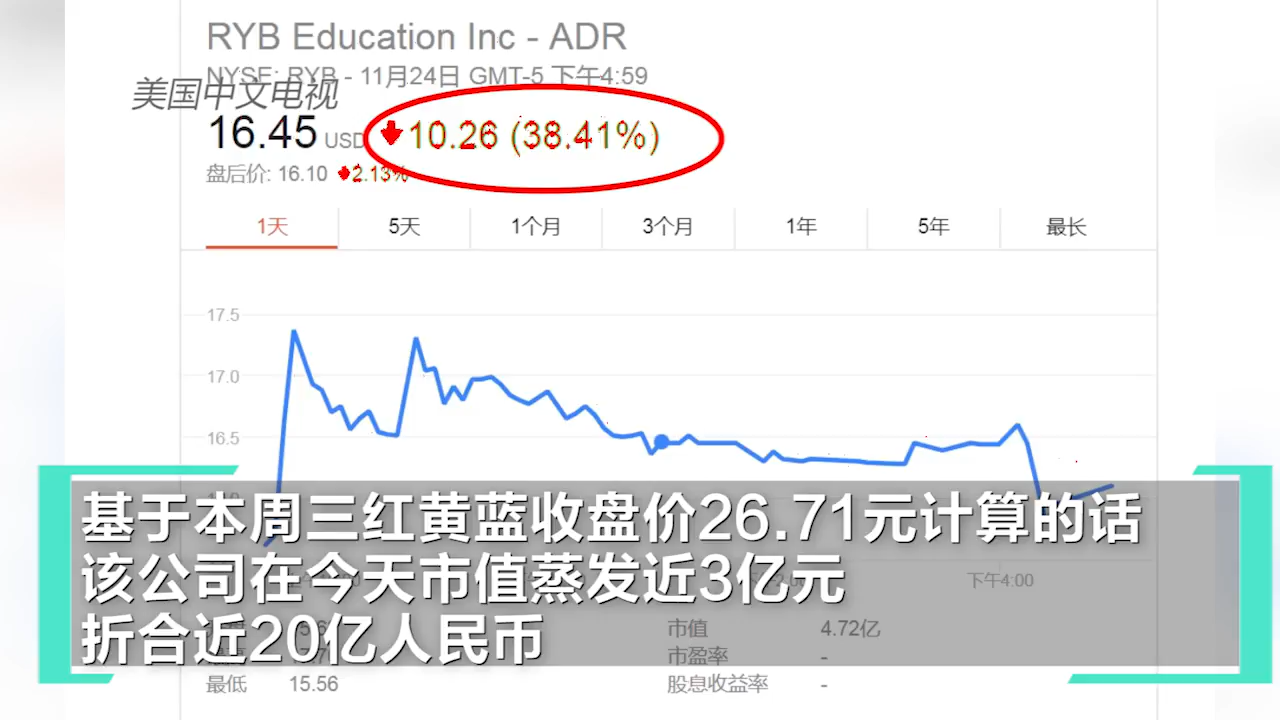 RYB Education Inc - ADR
NYSE: RYB - 11月24日 GMT-5 下午4:59
美国中文电视
16.45 USD 10.26 (38.41%)
盘后价: 16.10 2.13%
1天 5天 1个月 3个月 1年 5年 最长
17.5
17.0
16.5
基于本周三红黄蓝收盘价26.71元计算的话
该公司在今天市值蒸发近3亿元
下午4:00
折合近20亿人民币
市值 4.72亿
市盈率 -
最低 15.56 股息收益率 -